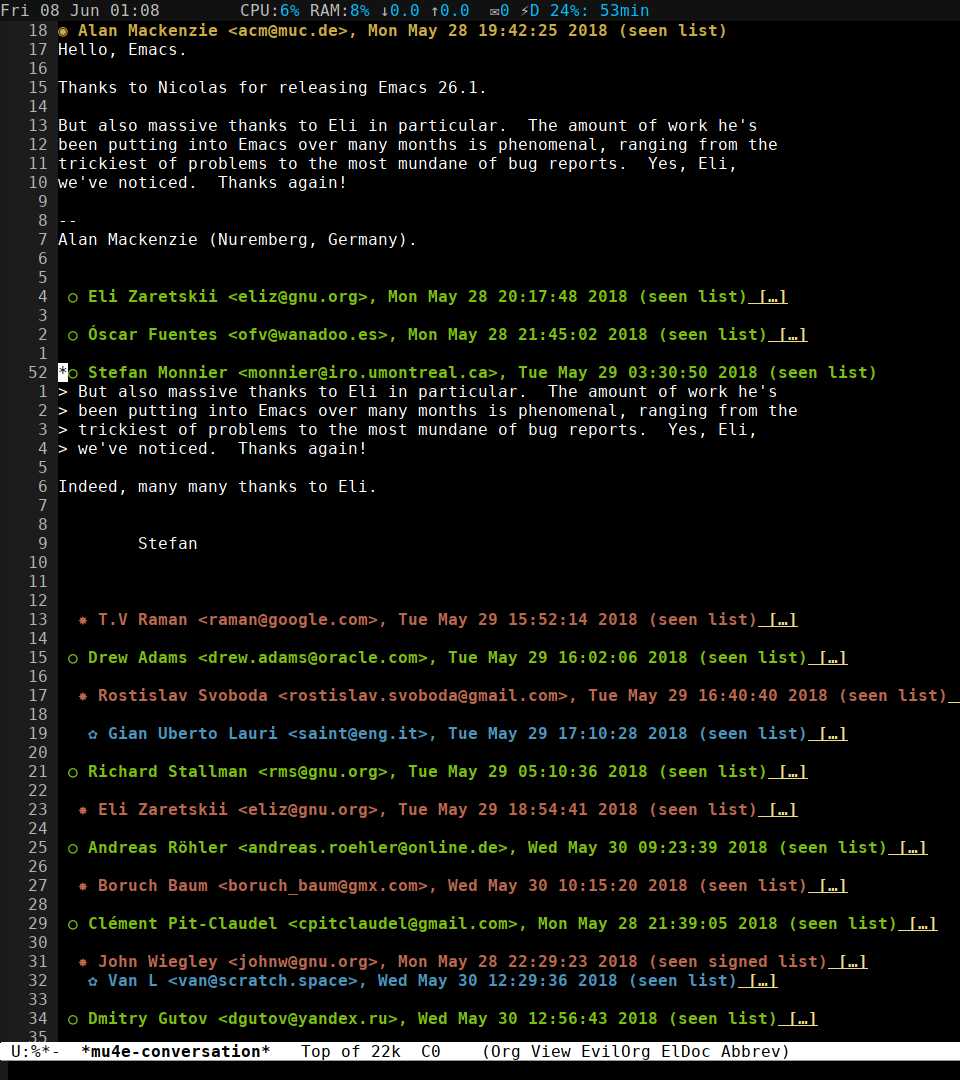 Fri 08 Jun 01:08        CPU:6% RAM:8% ↓0.0 ↑0.0  ✉0 ⚡D 24%: 53min
18 ◉ Alan Mackenzie <acm@muc.de>, Mon May 28 19:42:25 2018 (seen list)
17 Hello, Emacs.
16
15 Thanks to Nicolas for releasing Emacs 26.1.
14
13 But also massive thanks to Eli in particular.  The amount of work he's
12 been putting into Emacs over many months is phenomenal, ranging from the
11 trickiest of problems to the most mundane of bug reports.  Yes, Eli,
10 we've noticed.  Thanks again!
9
8 --
7 Alan Mackenzie (Nuremberg, Germany).
6
5
4  ○ Eli Zaretskii <eliz@gnu.org>, Mon May 28 20:17:48 2018 (seen list) […]
3
2  ○ Óscar Fuentes <ofv@wanadoo.es>, Mon May 28 21:45:02 2018 (seen list) […]
1
52 *○ Stefan Monnier <monnier@iro.umontreal.ca>, Tue May 29 03:30:50 2018 (seen list)
1 > But also massive thanks to Eli in particular.  The amount of work he's
2 > been putting into Emacs over many months is phenomenal, ranging from the
3 > trickiest of problems to the most mundane of bug reports.  Yes, Eli,
4 > we've noticed.  Thanks again!
5
6 Indeed, many many thanks to Eli.
7
8
9         Stefan
10
11
12
13   ✸ T.V Raman <raman@google.com>, Tue May 29 15:52:14 2018 (seen list) […]
14
15  ○ Drew Adams <drew.adams@oracle.com>, Tue May 29 16:02:06 2018 (seen list) […]
16
17   ✸ Rostislav Svoboda <rostislav.svoboda@gmail.com>, Tue May 29 16:40:40 2018 (seen list)
18
19    ✿ Gian Uberto Lauri <saint@eng.it>, Tue May 29 17:10:28 2018 (seen list) […]
20
21  ○ Richard Stallman <rms@gnu.org>, Tue May 29 05:10:36 2018 (seen list) […]
22
23   ✸ Eli Zaretskii <eliz@gnu.org>, Tue May 29 18:54:41 2018 (seen list) […]
24
25  ○ Andreas Röhler <andreas.roehler@online.de>, Wed May 30 09:23:39 2018 (seen list) […]
26
27   ✸ Boruch Baum <boruch_baum@gmx.com>, Wed May 30 10:15:20 2018 (seen list) […]
28
29  ○ Clément Pit-Claudel <cpitclaudel@gmail.com>, Mon May 28 21:39:05 2018 (seen list) […]
30
31   ✸ John Wiegley <johnw@gnu.org>, Mon May 28 22:29:23 2018 (seen signed list) […]
32    ✿ Van L <van@scratch.space>, Wed May 30 12:29:36 2018 (seen list) […]
33
34  ○ Dmitry Gutov <dgutov@yandex.ru>, Wed May 30 12:56:43 2018 (seen list) […]
35
U:%*-  *mu4e-conversation*   Top of 22k  C0    (Org View EvilOrg ElDoc Abbrev)